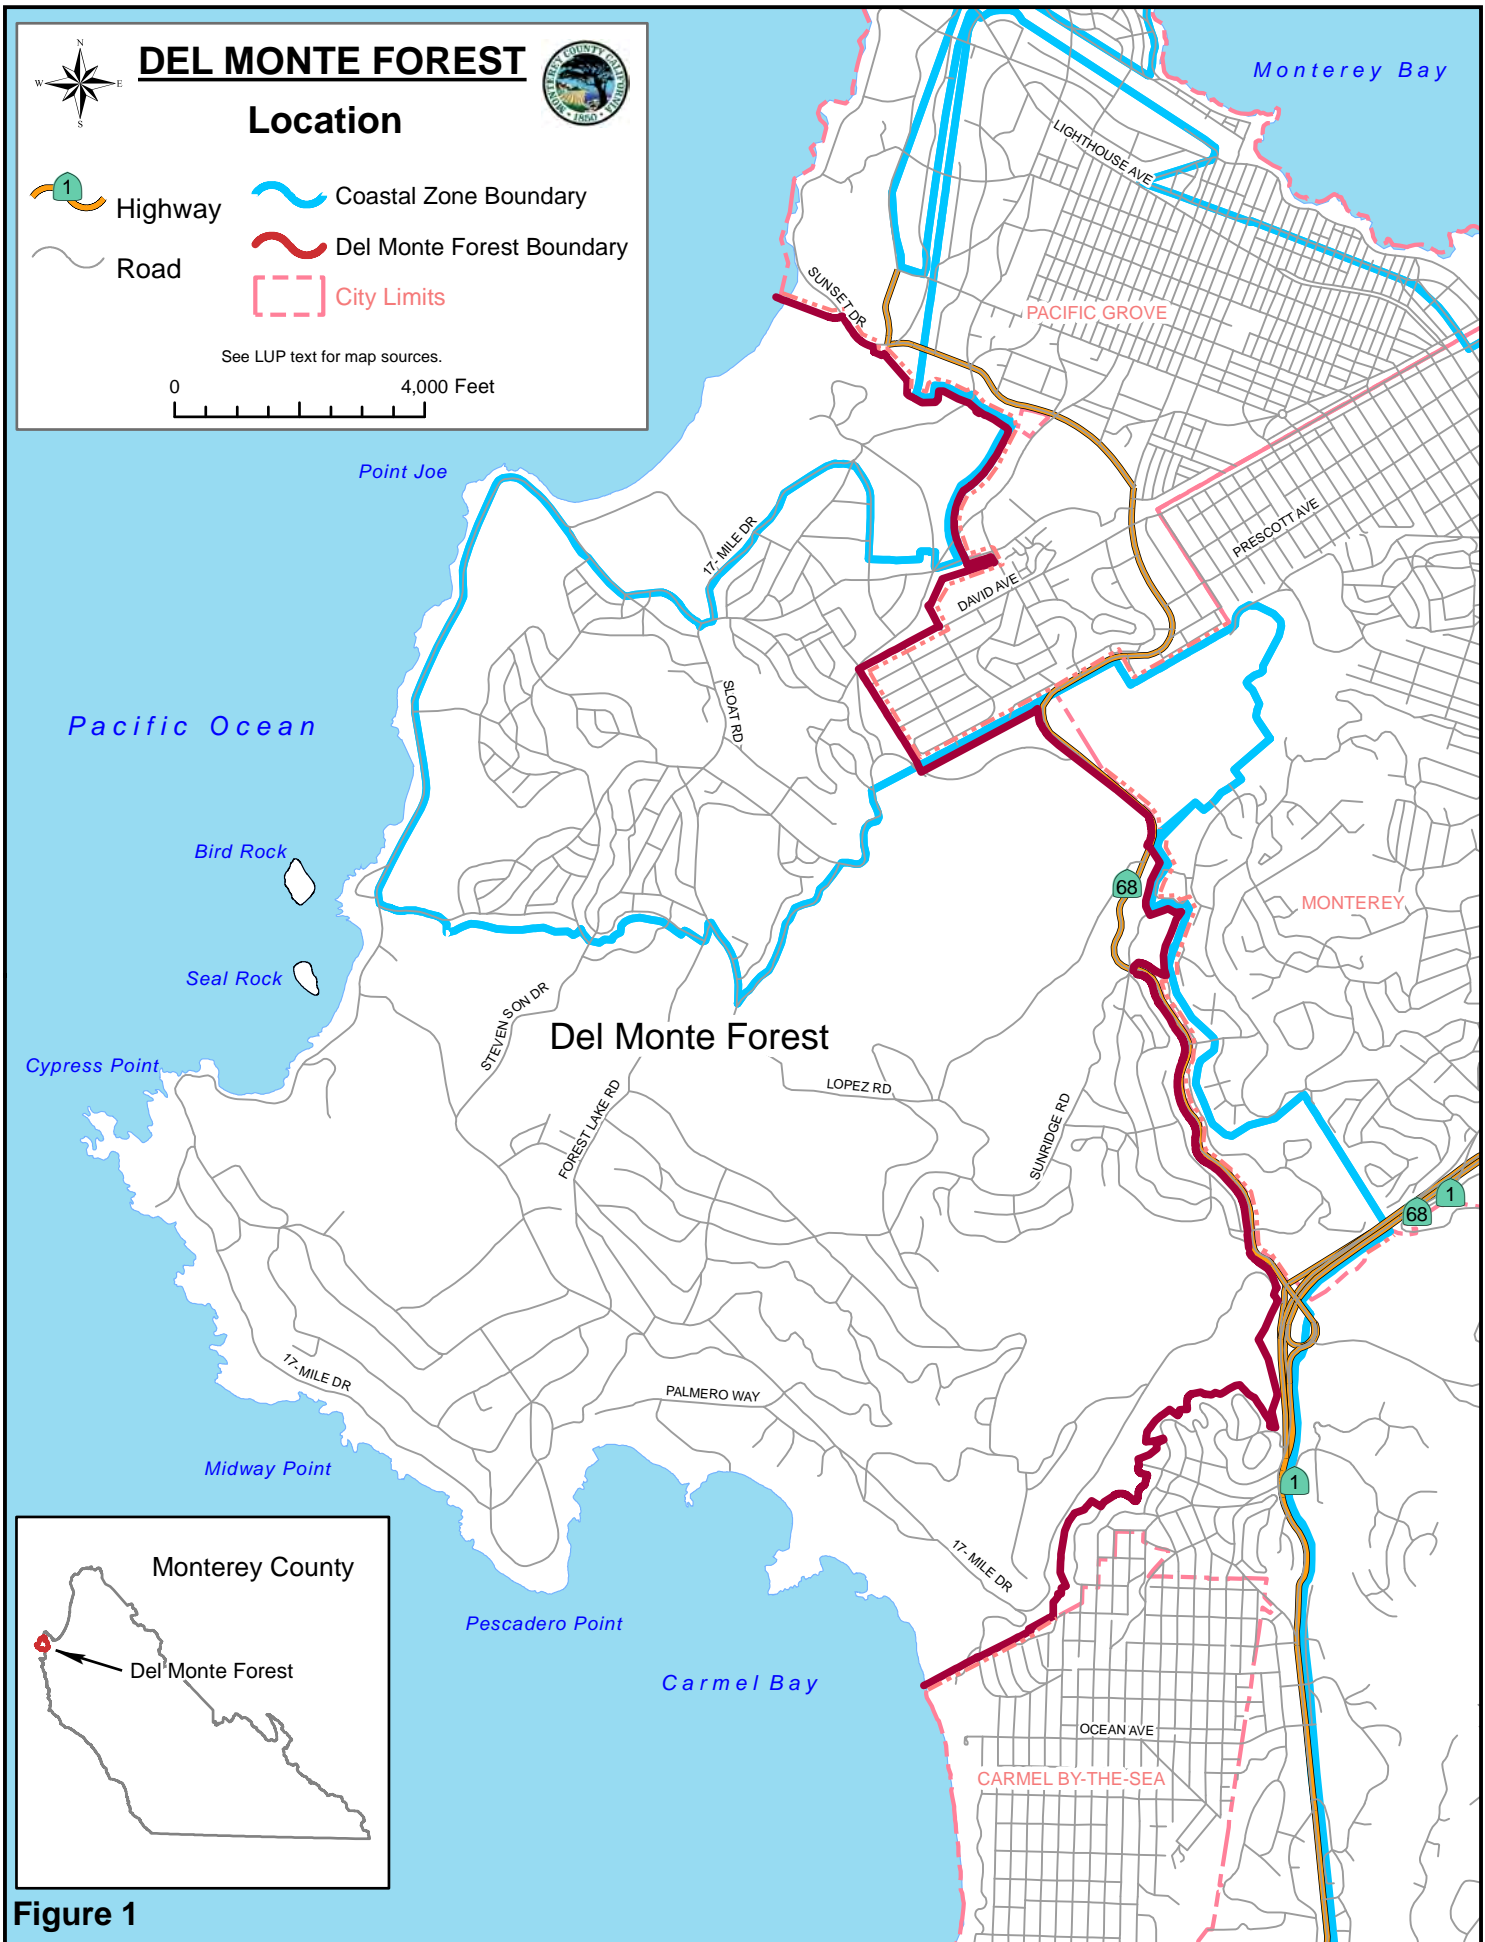 N
W
E
S
DEL MONTE FOREST
Location
MONTEREY COUNTY CALIFORNIA
1850
1
Highway
Road
Coastal Zone Boundary
Del Monte Forest Boundary
City Limits
See LUP text for map sources.
0
4,000 Feet
Monterey Bay
LIGHTHOUSE AVE
SUNSET DR
PACIFIC GROVE
Point Joe
17- MILE DR
PRESCOTT AVE
DAVID AVE
SLOAT RD
Pacific Ocean
Bird Rock
68
MONTEREY
Seal Rock
STEVENSON DR
Del Monte Forest
Cypress Point
LOPEZ RD
FOREST LAKE RD
SUNRIDGE RD
1
68
17- MILE DR
PALMERO WAY
Midway Point
1
17- MILE DR
Pescadero Point
Carmel Bay
OCEAN AVE
CARMEL BY-THE-SEA
Monterey County
Del Monte Forest
Figure 1